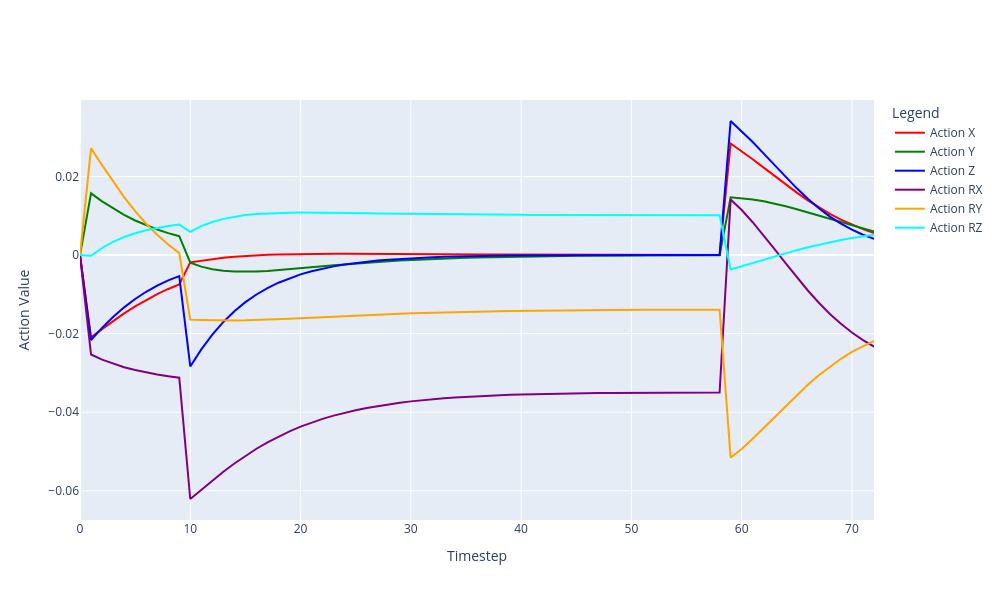 Legend
Action X
Action Y
Action Z
Action RX
Action RY
Action RZ
Action Value
0.02
0
−0.02
−0.04
−0.06
0 10 20 30 40 50 60 70
Timestep